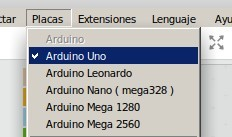 ctar Placas Extensiones Lenguaje Ayu
Arduino
Arduino Uno
Arduino Leonardo
Arduino Nano ( mega328 )
Arduino Mega 1280
Arduino Mega 2560